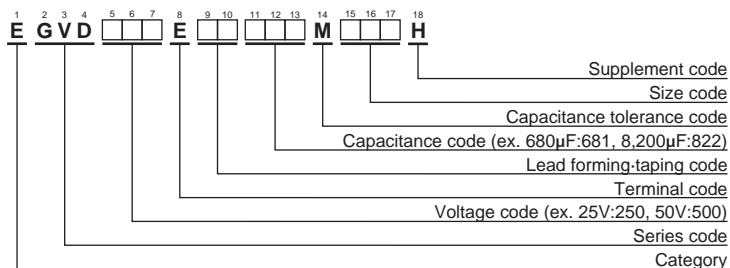 1 2 3 4 5 6 7 8 9 10 11 12 13 14 15 16 17 18
E G V D E M H
Supplement code
Size code
Capacitance tolerance code
Capacitance code (ex. 680µF:681, 8,200µF:822)
Lead forming·taping code
Terminal code
Voltage code (ex. 25V:250, 50V:500)
Series code
Category